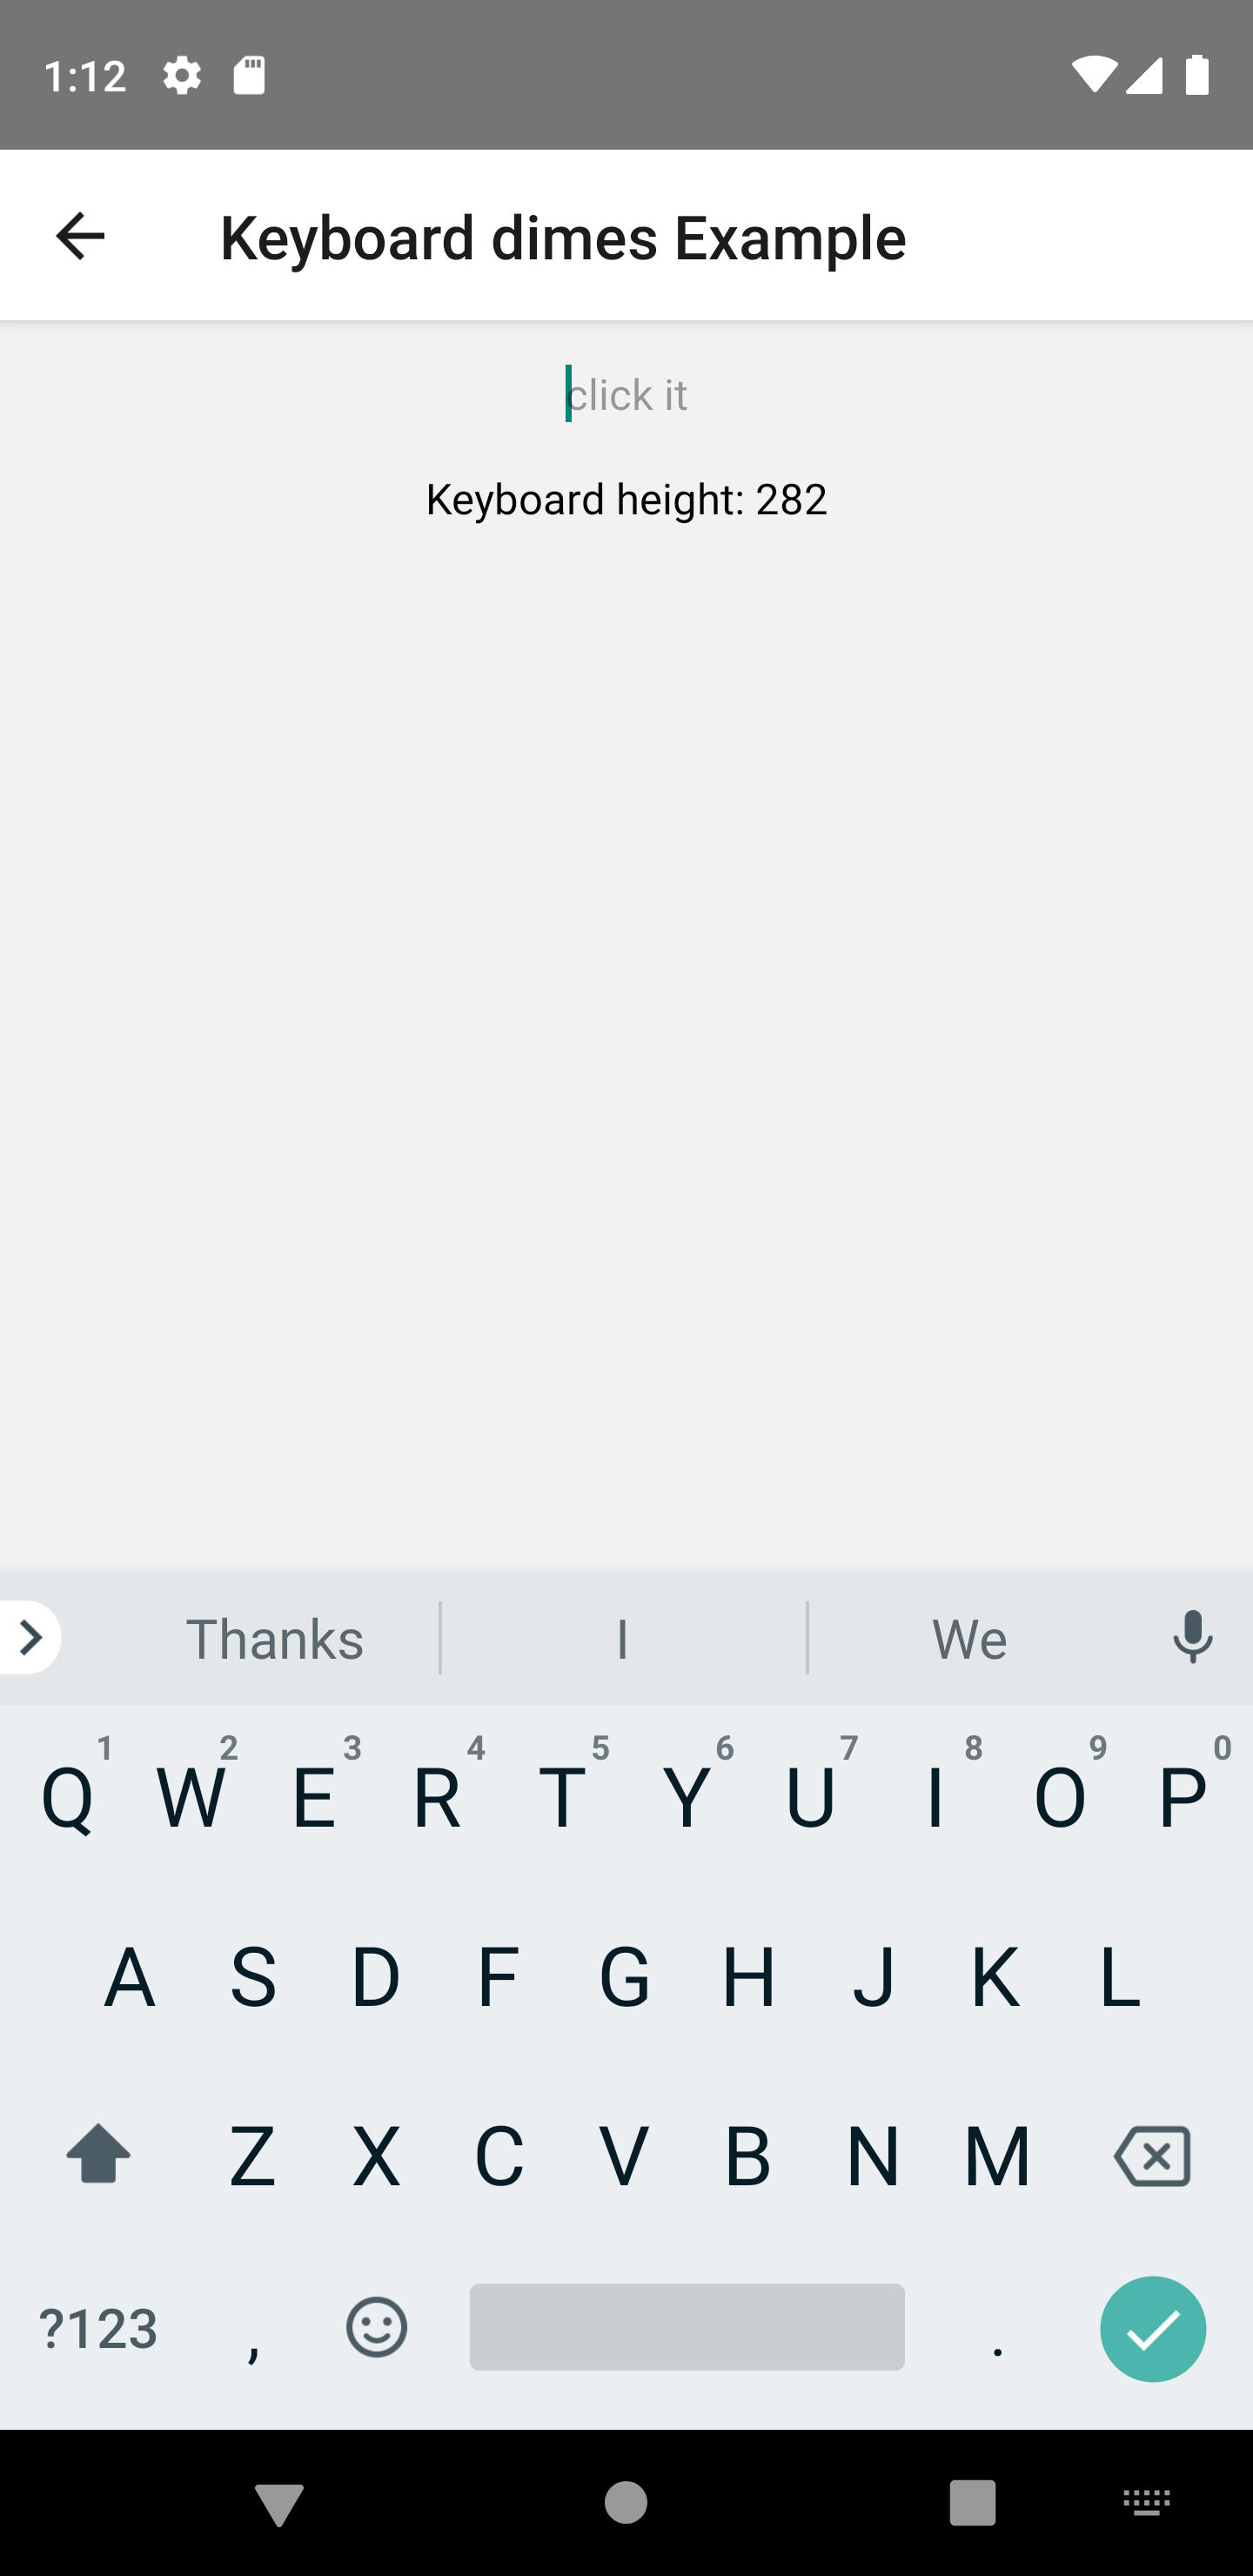 1:12
Keyboard dimes Example
click it
Keyboard height: 282
Thanks I We
1 2 3 4 5 6 7 8 9 0
Q W E R T Y U I O P
A S D F G H J K L
Z X C V B N M
?123 , .